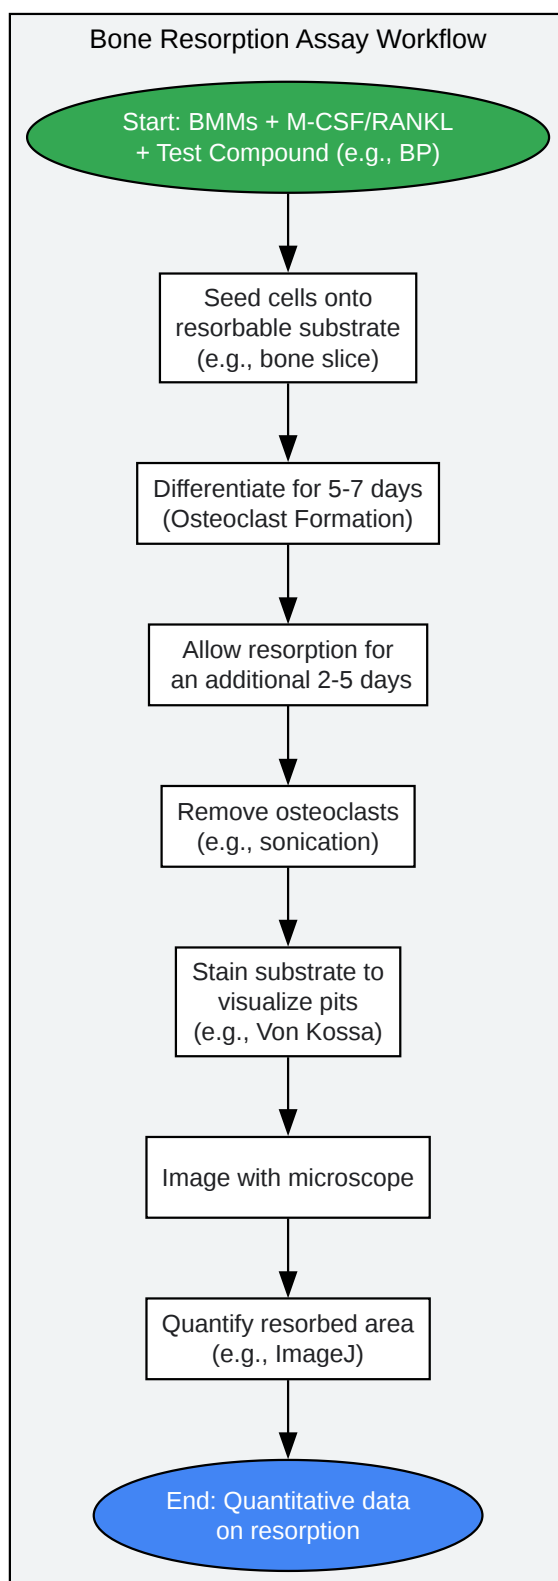 Bone Resorption Assay Workflow
Start: BMMs + M-CSF/RANKL
+ Test Compound (e.g., BP)
Seed cells onto
resorbable substrate
(e.g., bone slice)
Differentiate for 5-7 days
(Osteoclast Formation)
Allow resorption for
an additional 2-5 days
Remove osteoclasts
(e.g., sonication)
Stain substrate to
visualize pits
(e.g., Von Kossa)
Image with microscope
Quantify resorbed area
(e.g., ImageJ)
End: Quantitative data
on resorption